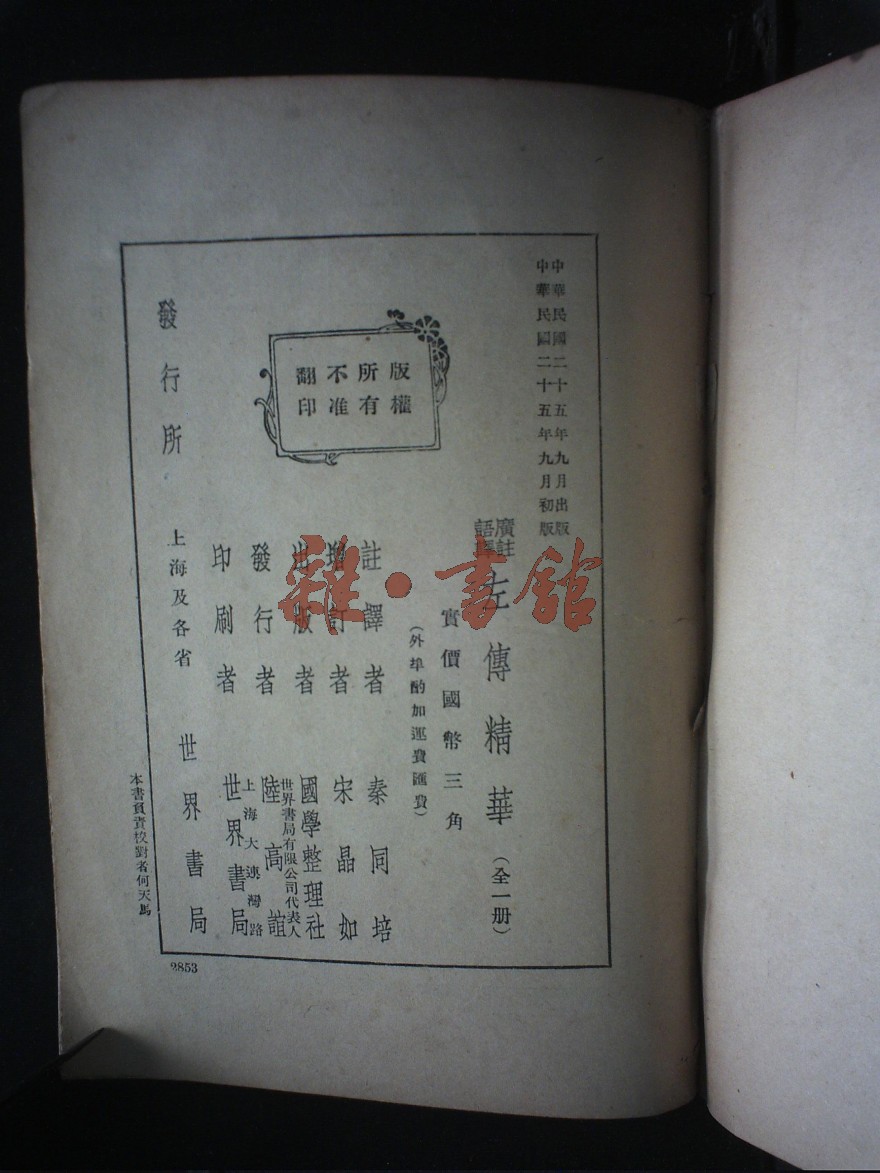 中華民國二十五年九月出版
中華民國二十五年九月初版
廣註
語譯
左傳精華（全一册）
實價國幣三角
（外埠酌加運費匯費）
版權
所有
不准
翻印
註譯者 秦同培
增訂者 宋晶如
出版者 國學整理社
世界書局有限公司代表人
發行者 陸高誼
上海大連灣路
印刷者 世界書局
發行所 上海及各省 世界書局
本書負責校對者何天馬
2853
雜·書館